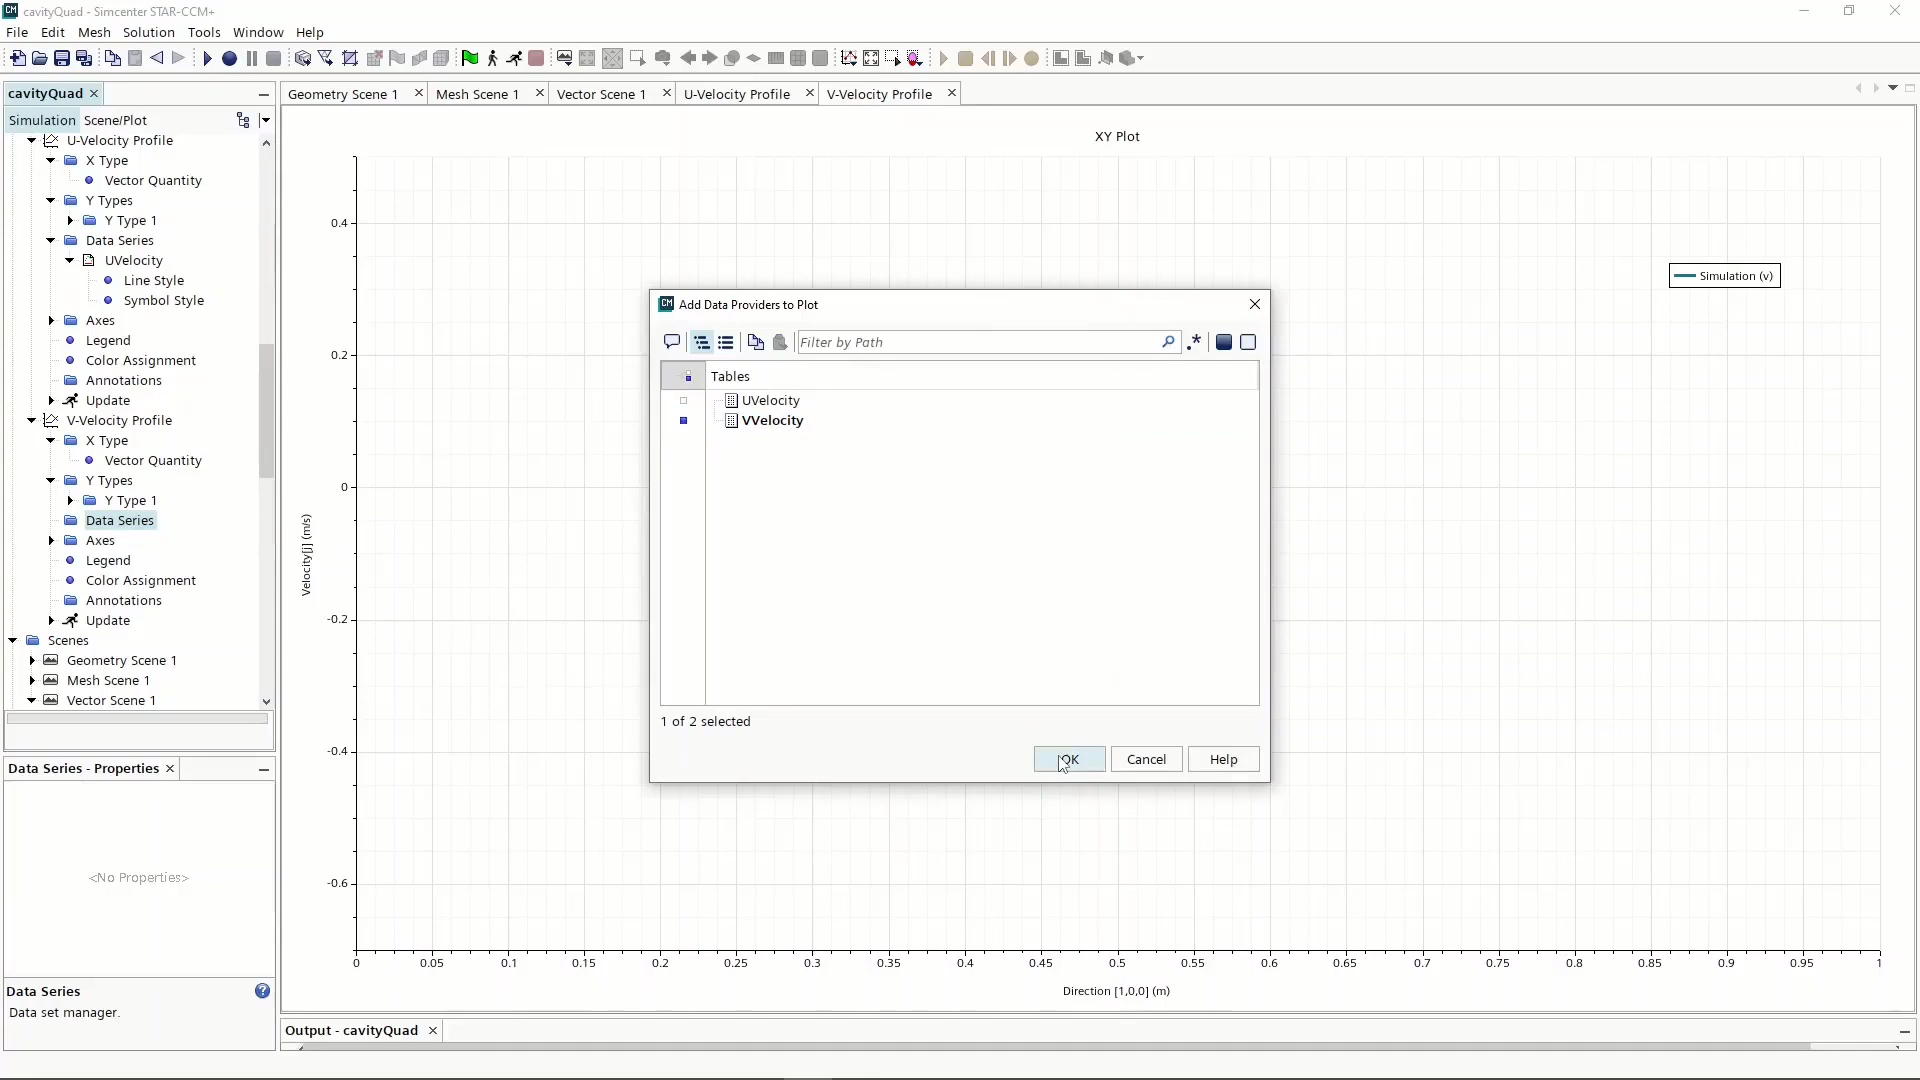 cavityQuad - Simcenter STAR-CCM+
File Edit Mesh Solution Tools Window Help
cavityQuad
Geometry Scene 1
Mesh Scene 1
Vector Scene 1
U-Velocity Profile
V-Velocity Profile
Simulation Scene/Plot
U-Velocity Profile
X Type
Vector Quantity
Y Types
Y Type 1
Data Series
UVelocity
Line Style
Symbol Style
Axes
Legend
Color Assignment
Annotations
Update
V-Velocity Profile
X Type
Vector Quantity
Y Types
Y Type 1
Data Series
Axes
Legend
Color Assignment
Annotations
Update
Scenes
Geometry Scene 1
Mesh Scene 1
Vector Scene 1
Data Series - Properties
<No Properties>
Data Series
Data set manager.
XY Plot
0.4
0.2
0
-0.2
-0.4
-0.6
Velocity[j] (m/s)
Simulation (v)
0 0.05 0.1 0.15 0.2 0.25 0.3 0.35 0.4 0.45 0.5 0.55 0.6 0.65 0.7 0.75 0.8 0.85 0.9 0.95 1
Direction [1,0,0] (m)
CM Add Data Providers to Plot
Filter by Path
.*
Tables
UVelocity
VVelocity
1 of 2 selected
OK Cancel Help
Output - cavityQuad